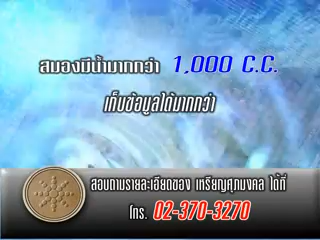 สมองมีน้ำมากกว่า 1,000 C.C.
เก็บข้อมูลได้มากกว่า
สอบถามรายละเอียดของ เหรียญศุภมงคล ได้ที่
โทร. 02-370-3270